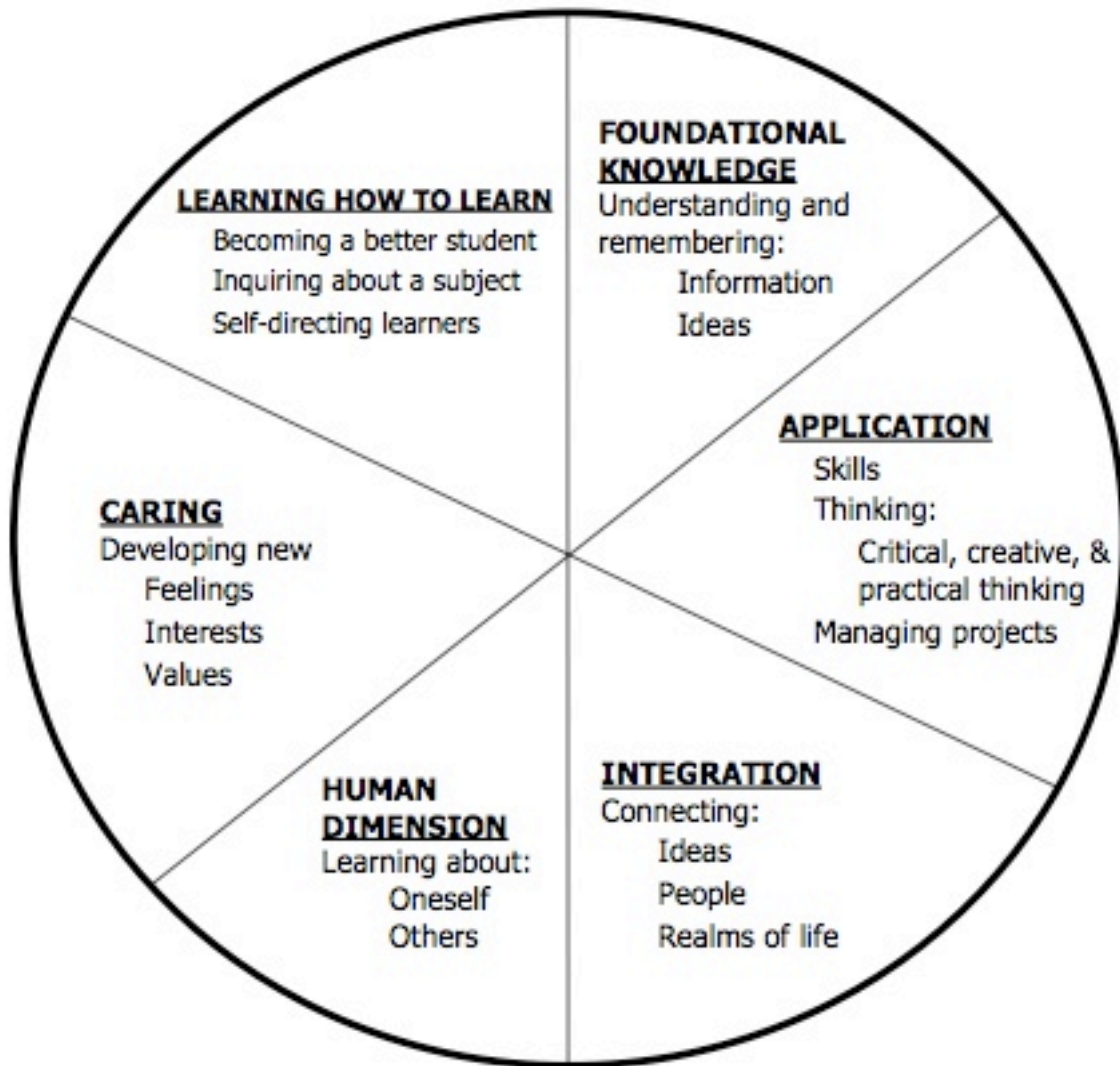 FOUNDATIONAL
KNOWLEDGE
Understanding and
remembering:
Information
Ideas
APPLICATION
Skills
Thinking:
Critical, creative, &
practical thinking
Managing projects
INTEGRATION
Connecting:
Ideas
People
Realms of life
HUMAN
DIMENSION
Learning about:
Oneself
Others
CARING
Developing new
Feelings
Interests
Values
LEARNING HOW TO LEARN
Becoming a better student
Inquiring about a subject
Self-directing learners